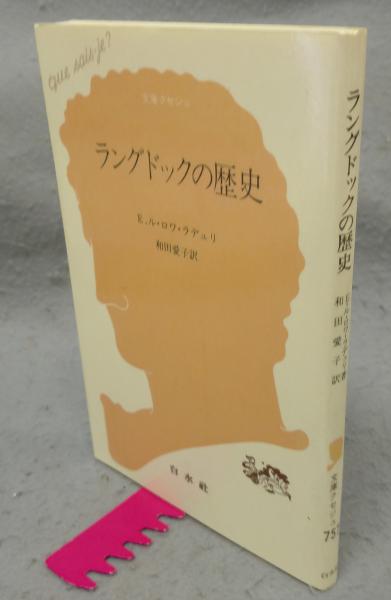 que sais-je?
文庫クセジュ
ラングドックの歴史
E.ル・ロワ・ラデュリ
和田愛子訳
白水社
ラングドックの歴史
E.ル・ロワ・ラデュリ著
和田愛子訳
文庫クセジュ
75
白水